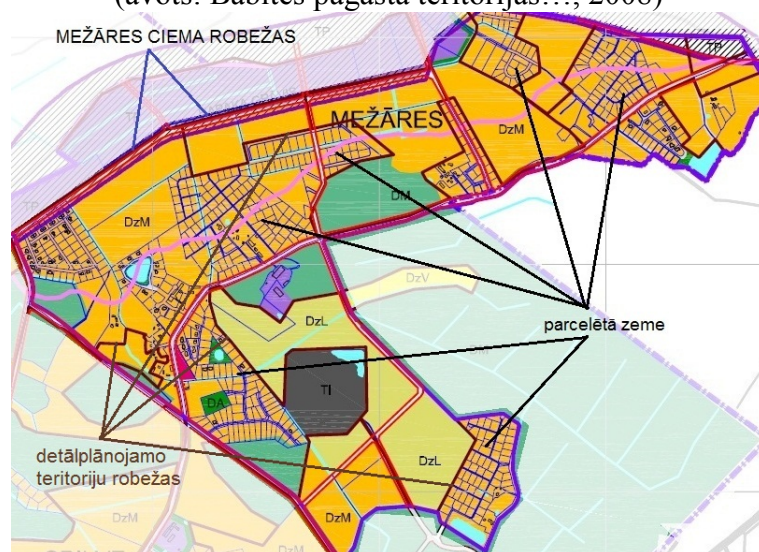 (avots: Babītes pagasta teritorijas…, 2008)
MEŽĀRES CIEMA ROBEŽAS
TP
TP
MEŽĀRES
DzM
DM
TP
DzM
DzV
DzL
parcelētā zeme
TI
DA
detālplānojamo
teritoriju robežas
DzL
DzM
DzM